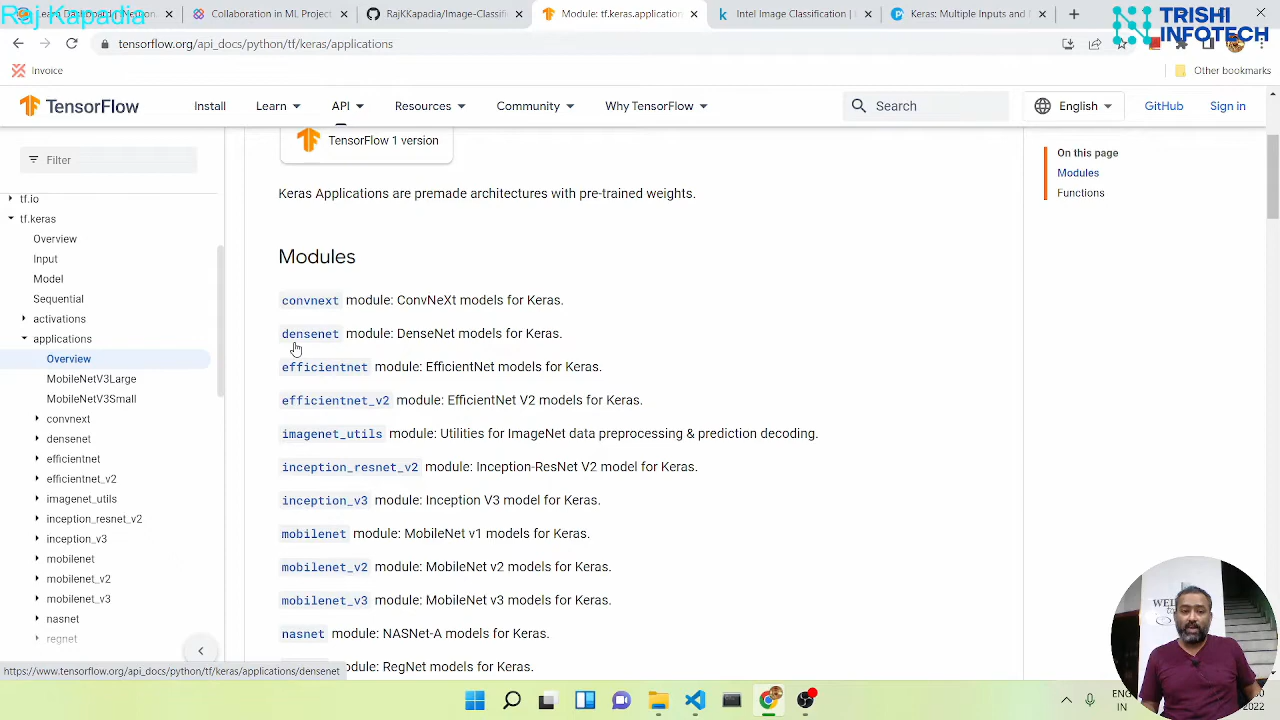 Raj Kapadia
Collaboration in ML Project
RajKapadia
Module: tf.keras.application
Intel Image Cl
Keras: Multiple Inputs and
TRISHI
INFOTECH
tensorflow.org/api_docs/python/tf/keras/applications
Invoice
Other bookmarks
TensorFlow
Install
Learn
API
Resources
Community
Why TensorFlow
Search
English
GitHub
Sign in
Filter
tf.io
tf.keras
Overview
Input
Model
Sequential
activations
applications
Overview
MobileNetV3Large
MobileNetV3Small
convnext
densenet
efficientnet
efficientnet_v2
imagenet_utils
inception_resnet_v2
inception_v3
mobilenet
mobilenet_v2
mobilenet_v3
nasnet
regnet
TensorFlow 1 version
Keras Applications are premade architectures with pre-trained weights.
Modules
convnext module: ConvNeXt models for Keras.
densenet module: DenseNet models for Keras.
efficientnet module: EfficientNet models for Keras.
efficientnet_v2 module: EfficientNet V2 models for Keras.
imagenet_utils module: Utilities for ImageNet data preprocessing & prediction decoding.
inception_resnet_v2 module: Inception-ResNet V2 model for Keras.
inception_v3 module: Inception V3 model for Keras.
mobilenet module: MobileNet v1 models for Keras.
mobilenet_v2 module: MobileNet V2 models for Keras.
mobilenet_v3 module: MobileNet v3 models for Keras.
nasnet module: NASNet-A models for Keras.
odule: RegNet models for Keras.
On this page
Modules
Functions
https://www.tensorflow.org/api_docs/python/tf/keras/applications/densenet
EN
IN
2022